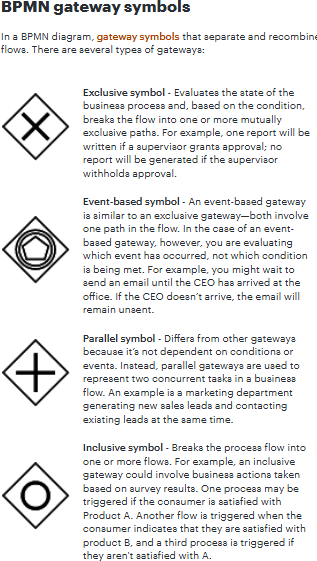 BPMN gateway symbols
In a BPMN diagram, gateway symbols that separate and recombine
flows. There are several types of gateways:
Exclusive symbol - Evaluates the state of the
business process and, based on the condition,
breaks the flow into one or more mutually
exclusive paths. For example, one report will be
written if a supervisor grants approval; no
report will be generated if the supervisor
withholds approval.
Event-based symbol - An event-based gateway
is similar to an exclusive gateway—both involve
one path in the flow. In the case of an event-
based gateway, however, you are evaluating
which event has occurred, not which condition
is being met. For example, you might wait to
send an email until the CEO has arrived at the
office. If the CEO doesn't arrive, the email will
remain unsent.
Parallel symbol - Differs from other gateways
because it's not dependent on conditions or
events. Instead, parallel gateways are used to
represent two concurrent tasks in a business
flow. An example is a marketing department
generating new sales leads and contacting
existing leads at the same time.
Inclusive symbol - Breaks the process flow into
one or more flows. For example, an inclusive
gateway could involve business actions taken
based on survey results. One process may be
triggered if the consumer is satisfied with
Product A. Another flow is triggered when the
consumer indicates that they are satisfied with
product B, and a third process is triggered if
they aren't satisfied with A.